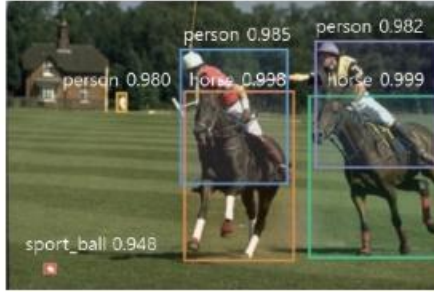 person 0.985
person 0.982
person 0.980
horse 0.998
horse 0.999
sport_ball 0.948